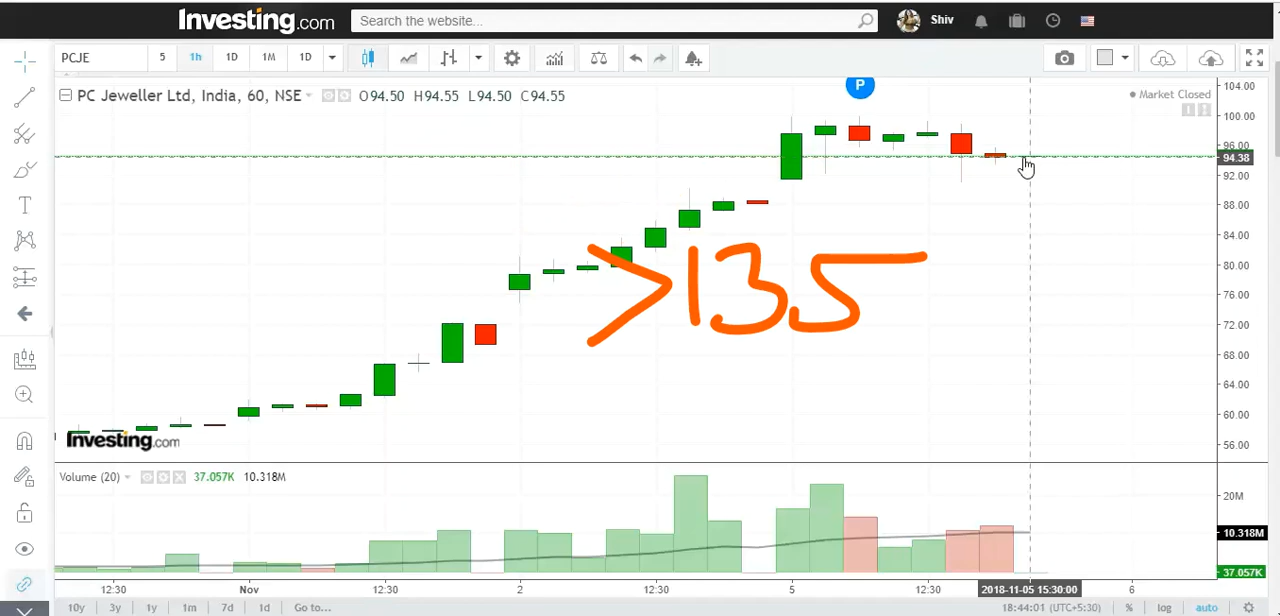 Investing.com
Search the website...
Shiv
PCJE
5
1h
1D
1M
1D
PC Jeweller Ltd, India, 60, NSE
O94.50 H94.55 L94.50 C94.55
P
Market Closed
104.00
100.00
96.00
94.38
92.00
88.00
84.00
80.00
76.00
72.00
68.00
64.00
60.00
56.00
>135
Investing.com
Volume (20)
37.057K 10.318M
20M
10.318M
37.057K
12:30
Nov
12:30
2
12:30
5
12:30
2018-11-05 15:30:00
6
10y 3y 1y 1m 7d 1d Go to...
18:44:01 (UTC+5:30) % log auto